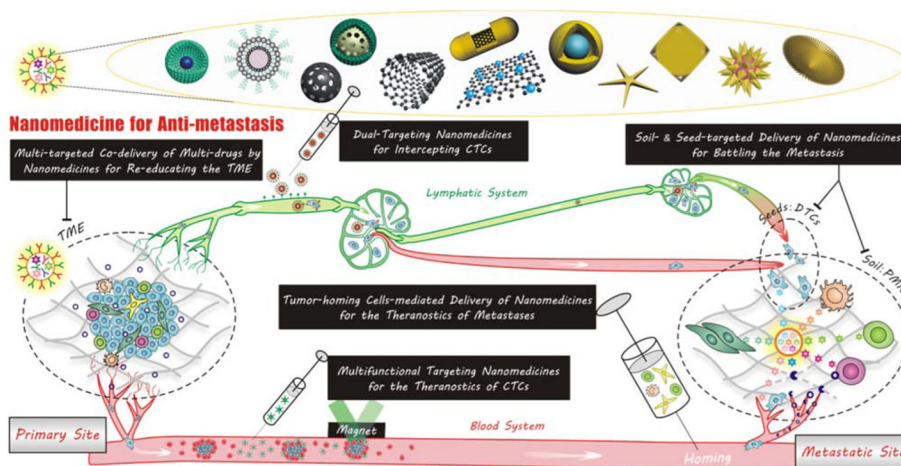 Nanomedicine for Anti-metastasis
Multi-targeted Co-delivery of Multi-drugs by
Nanomedicines for Re-educating the TME
Dual-Targeting Nanomedicines
for Intercepting CTCs
Soil- & Seed-targeted Delivery of Nanomedicines
for Battling the Metastasis
Lymphatic System
TME
Seeds: DTCs
Soil: PMN
Tumor-homing Cells-mediated Delivery of Nanomedicines
for the Theranostics of Metastases
Multifunctional Targeting Nanomedicines
for the Theranostics of CTCs
Magnet
Primary Site
Blood System
Homing
Metastatic Site